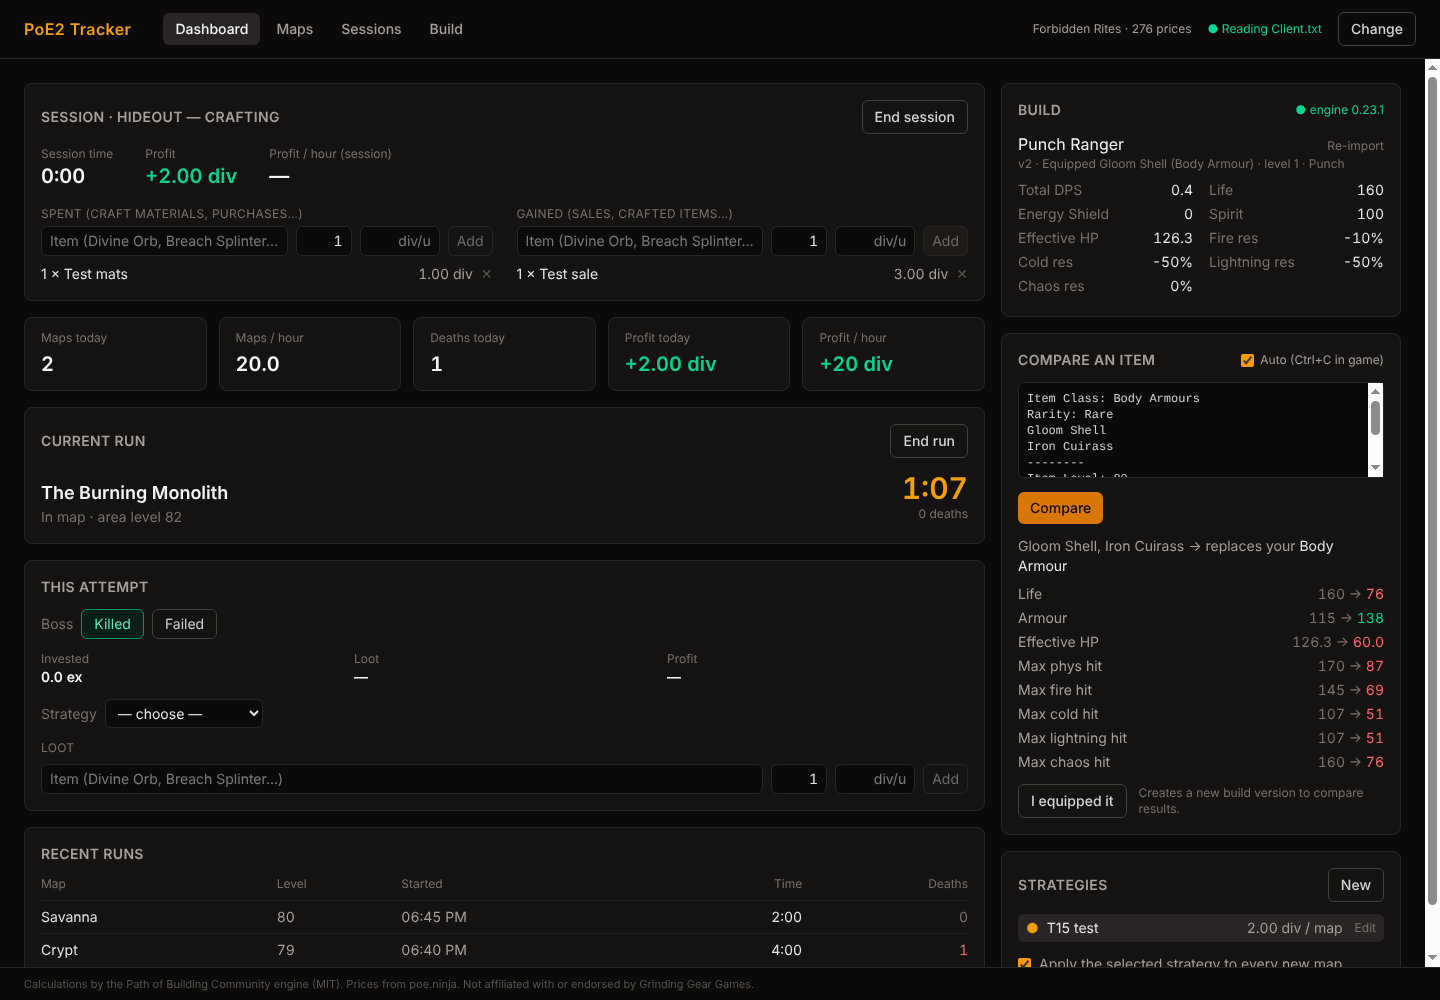 PoE2 Tracker
Dashboard
Maps
Sessions
Build
Forbidden Rites · 276 prices
Reading Client.txt
Change
SESSION · HIDEOUT — CRAFTING
End session
Session time
Profit
Profit / hour (session)
0:00
+2.00 div
—
SPENT (CRAFT MATERIALS, PURCHASES...)
Item (Divine Orb, Breach Splinter...
1
div/u
Add
1 × Test mats
1.00 div ×
GAINED (SALES, CRAFTED ITEMS...)
Item (Divine Orb, Breach Splinter...
1
div/u
Add
1 × Test sale
3.00 div ×
Maps today
2
Maps / hour
20.0
Deaths today
1
Profit today
+2.00 div
Profit / hour
+20 div
CURRENT RUN
End run
The Burning Monolith
1:07
In map · area level 82
0 deaths
THIS ATTEMPT
Boss
Killed
Failed
Invested
Loot
Profit
0.0 ex
—
—
Strategy
— choose —
LOOT
Item (Divine Orb, Breach Splinter...)
1
div/u
Add
RECENT RUNS
Map
Level
Started
Time
Deaths
Savanna
80
06:45 PM
2:00
0
Crypt
79
06:40 PM
4:00
1
BUILD
engine 0.23.1
Punch Ranger
Re-import
v2 · Equipped Gloom Shell (Body Armour) · level 1 · Punch
Total DPS
0.4
Life
160
Energy Shield
0
Spirit
100
Effective HP
126.3
Fire res
-10%
Cold res
-50%
Lightning res
-50%
Chaos res
0%
COMPARE AN ITEM
Auto (Ctrl+C in game)
Item Class: Body Armours
Rarity: Rare
Gloom Shell
Iron Cuirass
--------
Item Level: 80
Compare
Gloom Shell, Iron Cuirass → replaces your Body
Armour
Life
160 → 76
Armour
115 → 138
Effective HP
126.3 → 60.0
Max phys hit
170 → 87
Max fire hit
145 → 69
Max cold hit
107 → 51
Max lightning hit
107 → 51
Max chaos hit
160 → 76
I equipped it
Creates a new build version to compare
results.
STRATEGIES
New
T15 test
2.00 div / map
Edit
Apply the selected strategy to every new map
Calculations by the Path of Building Community engine (MIT). Prices from poe.ninja. Not affiliated with or endorsed by Grinding Gear Games.